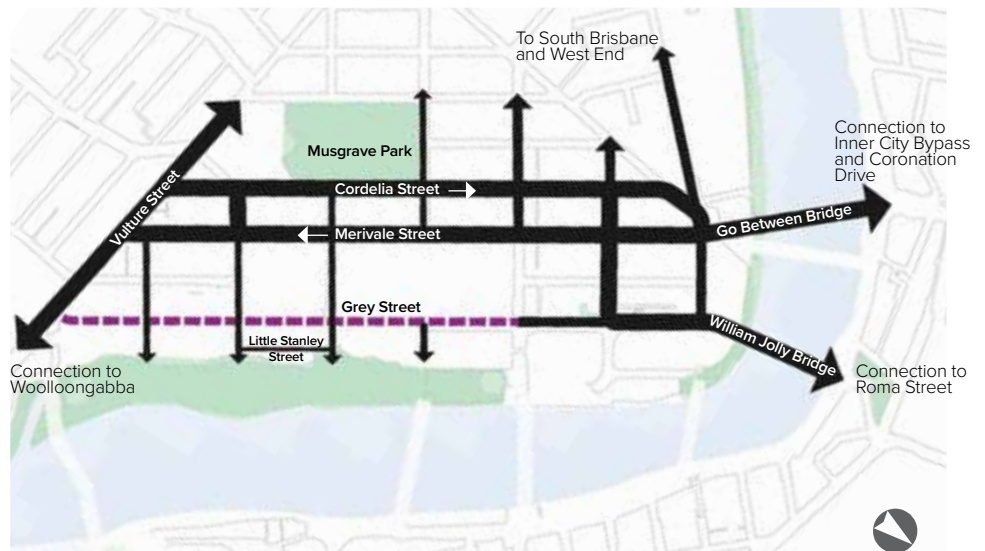 To South Brisbane
and West End
Connection to
Inner City Bypass
and Coronation
Drive
Musgrave Park
Cordelia Street
Vulture Street
Go Between Bridge
Merivale Street
Grey Street
Little Stanley
Street
William Jolly Bridge
Connection to
Woolloongabba
Connection to
Roma Street